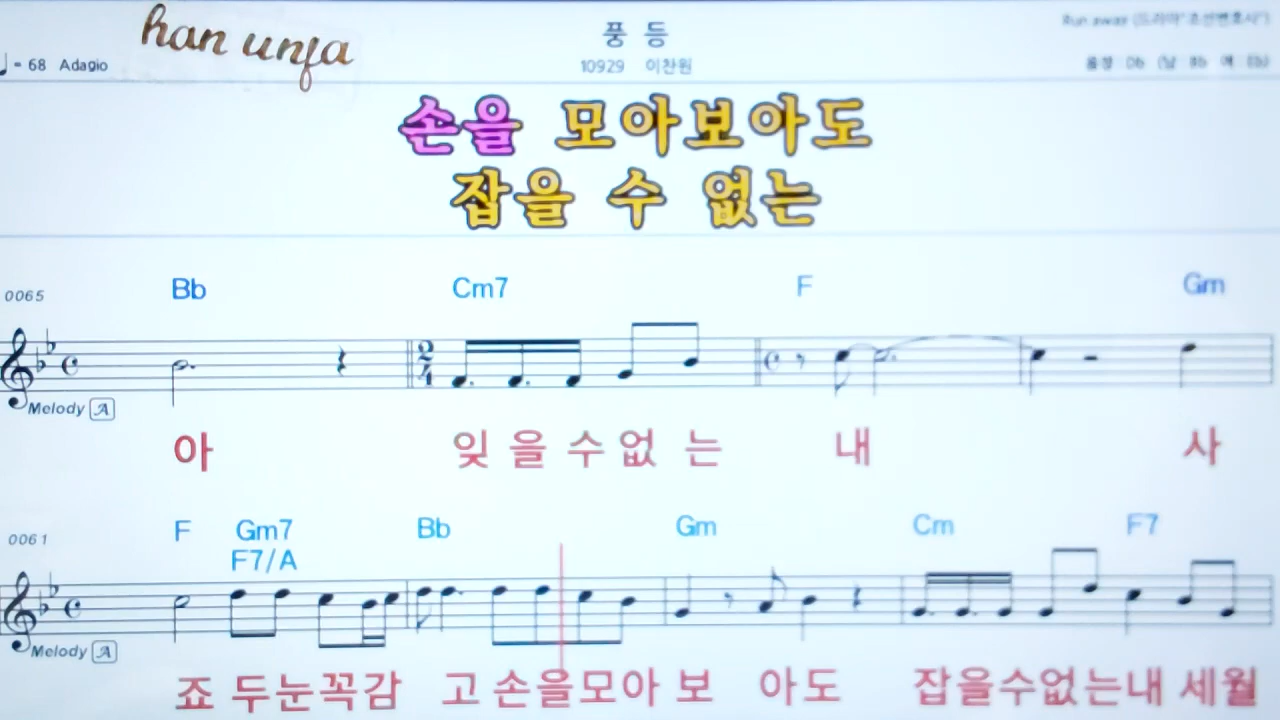 han unja
풍 등
♩= 68 Adagio
10929 이찬원
손을 모아보아도
잡을 수 없는
0065
Bb Cm7 F Gm
2
4
Melody A
아 잊 을 수 없 는 내 사
0061
F Gm7 Bb Gm Cm F7
F7/A
Melody A
죠 두눈꼭감 고 손을모아 보 아도 잡을수없는내 세월